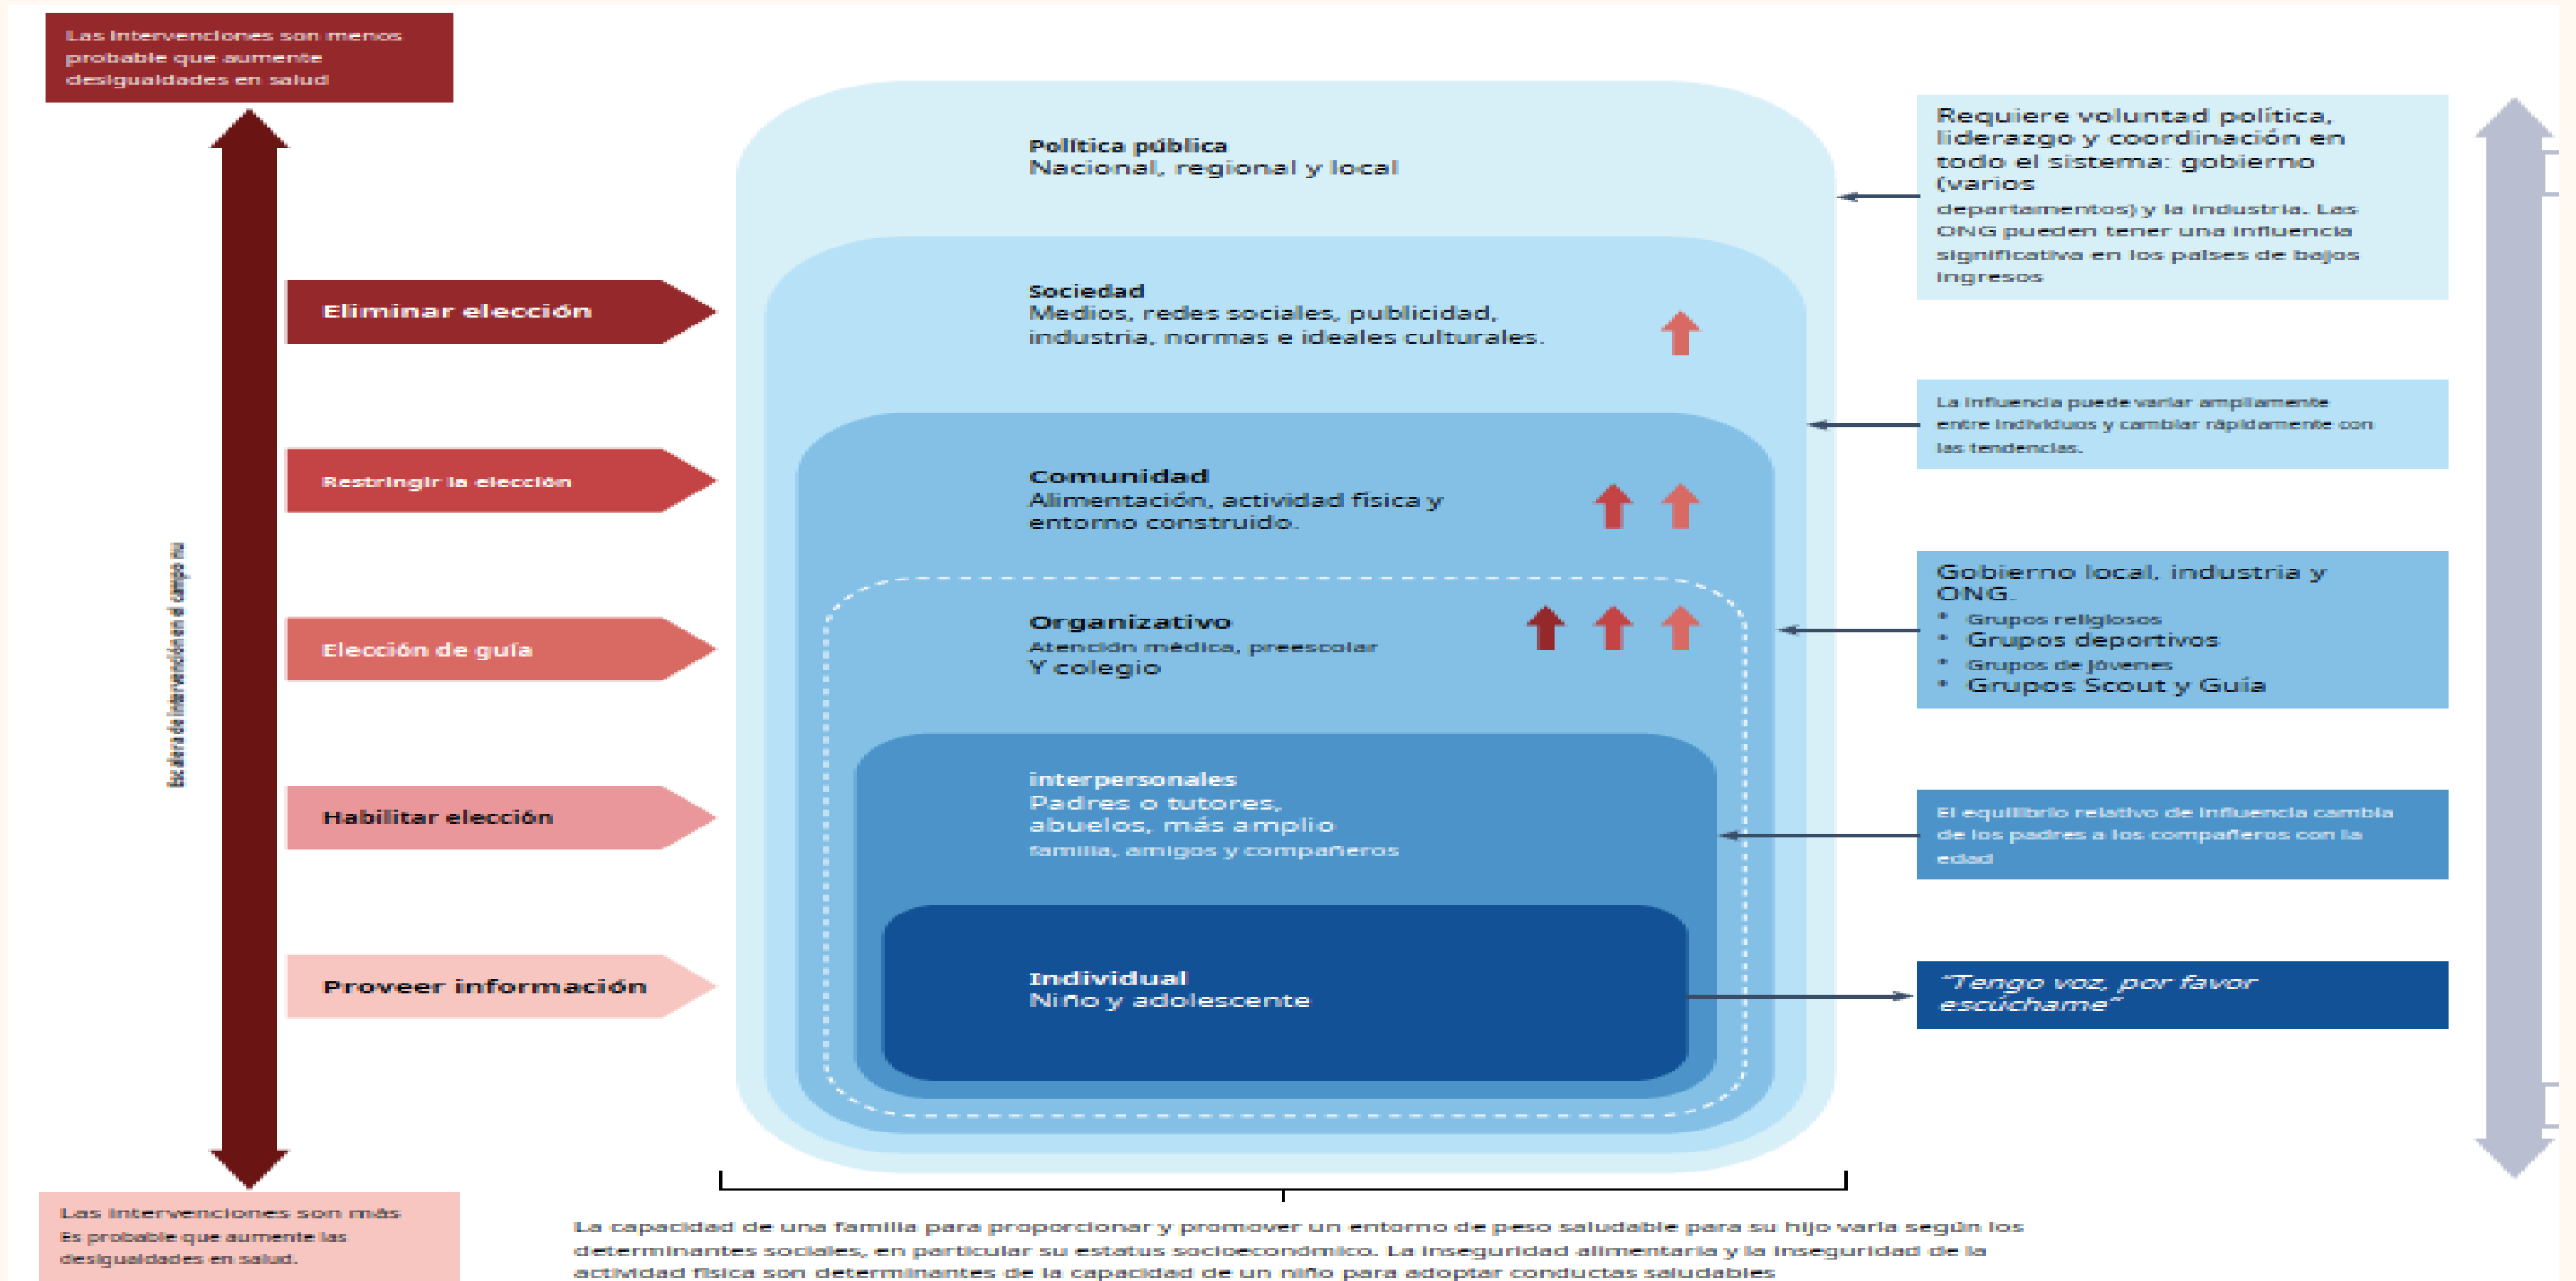 Las intervenciones son menos
probable que aumente
desigualdades en salud
Eliminar elección
Restringir la elección
Elección de guía
Habilitar elección
Proveer información
Las intervenciones son más
Es probable que aumente las
desigualdades en salud.
Política pública
Nacional, regional y local
Sociedad
Medios, redes sociales, publicidad,
industria, normas e ideales culturales.
Comunidad
Alimentación, actividad física y
entorno construido.
Organizativo
Atención médica, preescolar
Y colegio
interpersonales
Padres o tutores,
abuelos, más amplio
familia, amigos y compañeros
Individual
Niño y adolescente
Requiere voluntad política,
liderazgo y coordinación en
todo el sistema: gobierno
(varios
departamentos) y la industria. Las
ONG pueden tener una influencia
significativa en los países de bajos
ingresos
La influencia puede variar ampliamente
entre individuos y cambiar rápidamente con
las tendencias.
Gobierno local, industria y
ONG.
* Grupos religiosos
* Grupos deportivos
* Grupos de jóvenes
* Grupos Scout y Guía
El equilibrio relativo de influencia cambia
de los padres a los compañeros con la
edad
"Tengo voz, por favor
escúchame"
La capacidad de una familia para proporcionar y promover un entorno de peso saludable para su hijo varía según los
determinantes sociales, en particular su estatus socioeconómico. La inseguridad alimentaria y la inseguridad de la
actividad física son determinantes de la capacidad de un niño para adoptar conductas saludables